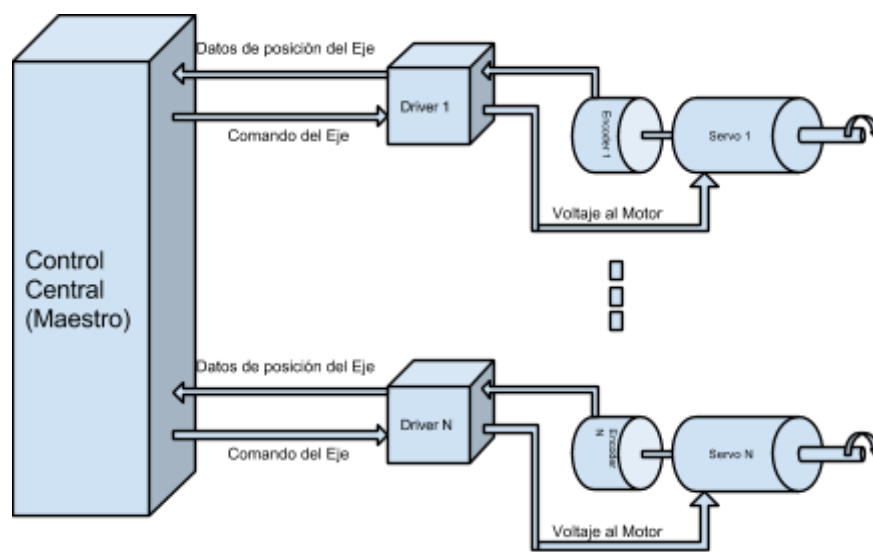 Datos de posición del Eje
Driver 1
Comando del Eje
Encoder 1
Servo 1
Voltaje al Motor
Control
Central
(Maestro)
Datos de posición del Eje
Driver N
Comando del Eje
Encoder
N
Servo N
Voltaje al Motor